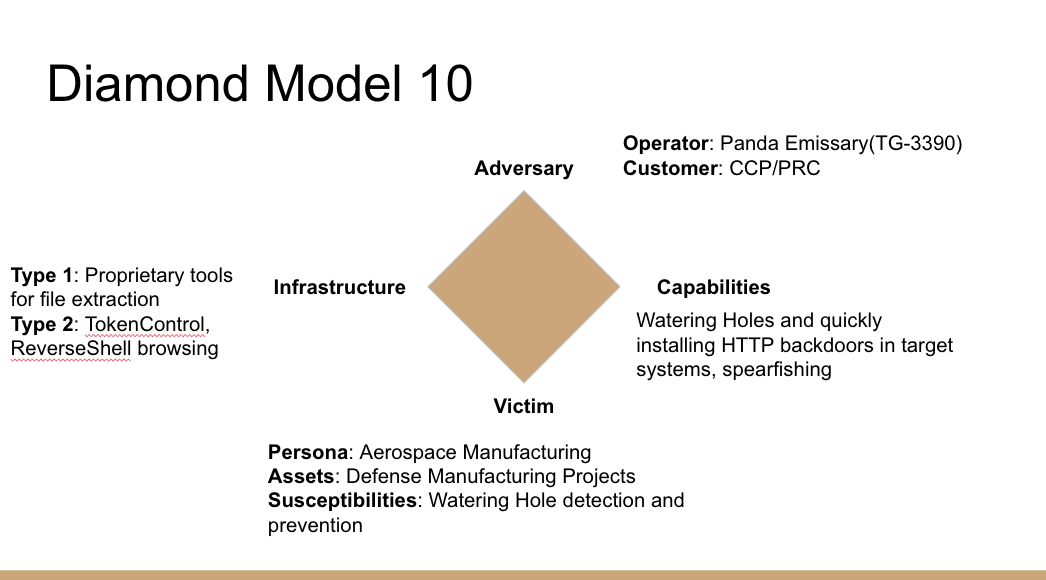 Diamond Model 10
Operator: Panda Emissary(TG-3390)
Customer: CCP/PRC
Adversary
Type 1: Proprietary tools
for file extraction
Type 2: TokenControl,
ReverseShell browsing
Infrastructure
Capabilities
Watering Holes and quickly
installing HTTP backdoors in target
systems, spearfishing
Victim
Persona: Aerospace Manufacturing
Assets: Defense Manufacturing Projects
Susceptibilities: Watering Hole detection and
prevention